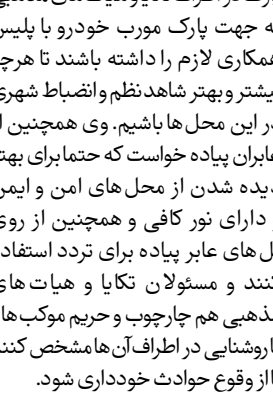 که جهت پارک مورب خودرو با پلیس
همکاری لازم را داشته باشند تا هرچه
بیشتر و بهتر شاهد نظم و انضباط شهری
در این محل‌ها باشیم. وی همچنین از
عابران پیاده خواست که حتما برای بهتر
دیده شدن از محل‌های امن و ایمن
دارای نور کافی و همچنین از روی
پل‌های عابر پیاده برای تردد استفاده
کنند و مسئولان تکایا و هیات‌های
مذهبی هم چارچوب و حریم موکب‌ها
با روشنایی در اطراف آن‌ها مشخص کنند
تا از وقوع حوادث خودداری شود.